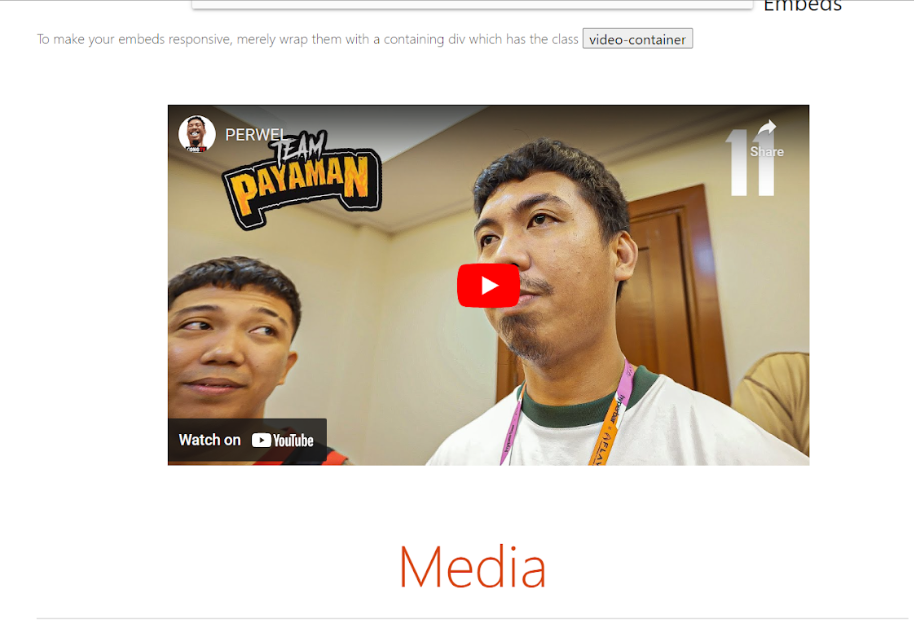 Embeds
To make your embeds responsive, merely wrap them with a containing div which has the class video-container
PERWEL
Share
11
TEAM
PAYAMAN
Watch on YouTube
Media